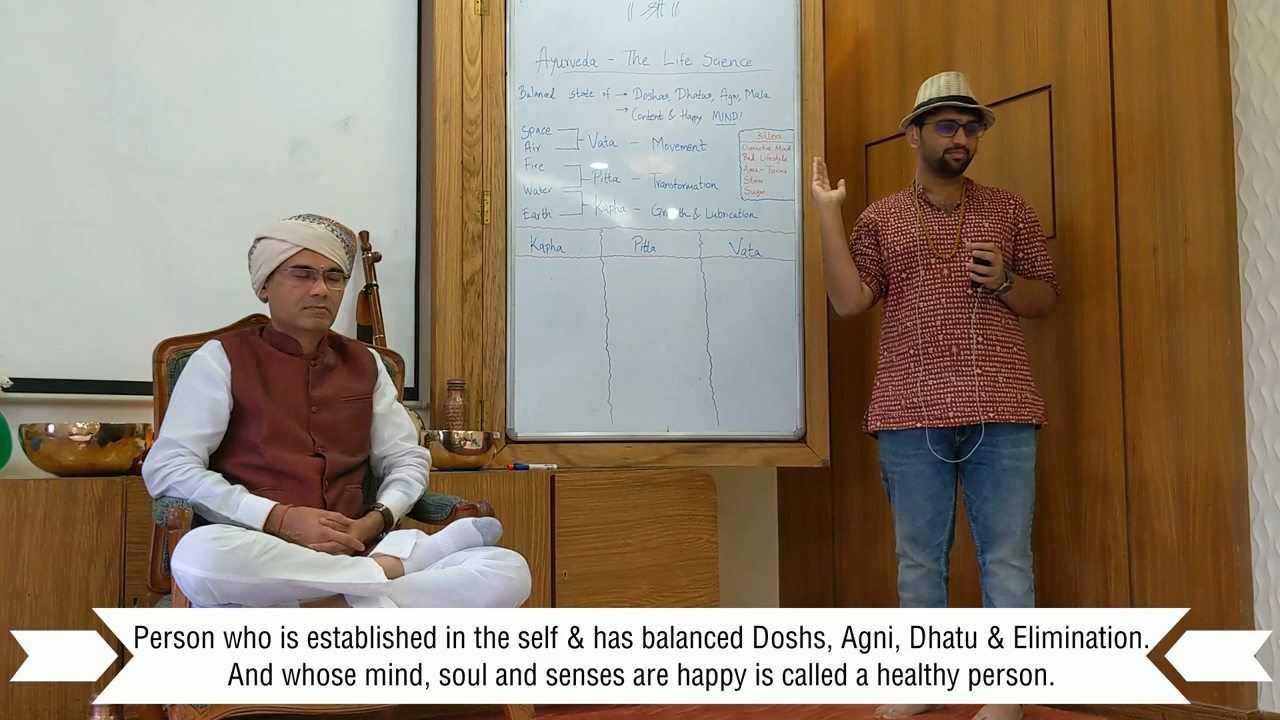 || श्री ||
Ayurveda - The Life Science
Balanced state of → Doshas, Dhatus, Agni, Mala
→ Content & Happy MIND!
Space
Air
Vata - Movement
Fire
Water
Pitta - Transformation
Earth
Kapha - Growth & Lubrication
Killers
Overactive Mind
Bad Lifestyle
Ama - Toxins
Stress
Sugar
Kapha Pitta Vata
Person who is established in the self & has balanced Doshs, Agni, Dhatu & Elimination.
And whose mind, soul and senses are happy is called a healthy person.